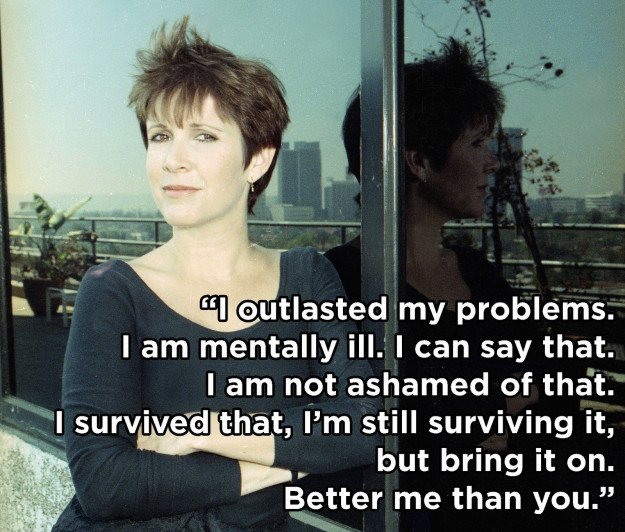 “I outlasted my problems.
I am mentally ill. I can say that.
I am not ashamed of that.
I survived that, I’m still surviving it,
but bring it on.
Better me than you.”